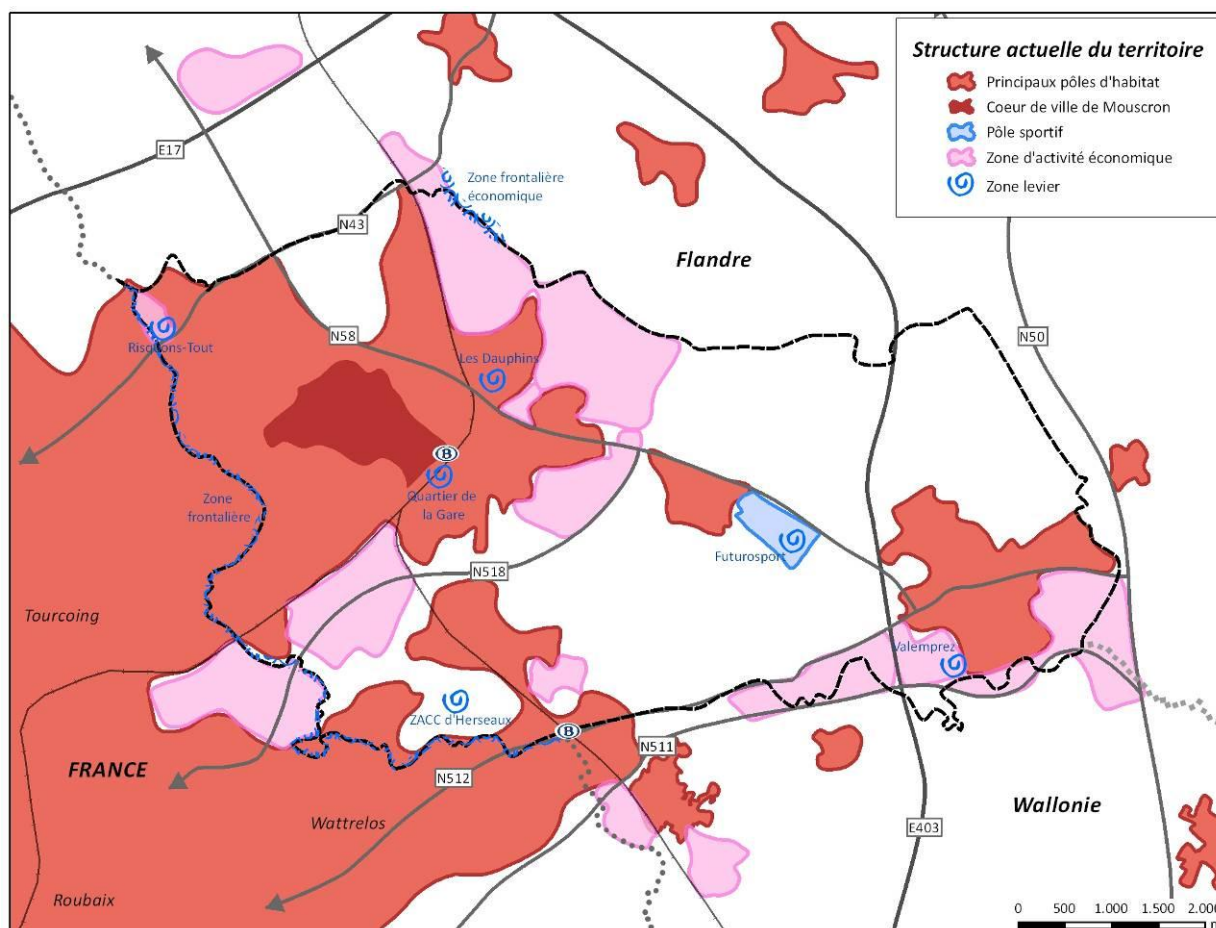 Structure actuelle du territoire
Principaux pôles d'habitat
Coeur de ville de Mouscron
Pôle sportif
Zone d'activité économique
Zone levier
E17
Zone frontalière
économique
N43
Flandre
N58
N50
Risquons-Tout
Les Dauphins
B
Quartier de
la Gare
Zone
frontalière
Futurosport
N518
Tourcoing
Valemprez
ZACC d'Herseaux
B
N511
FRANCE
N512
Wallonie
Wattrelos
E403
Roubaix
0 500 1.000 1.500